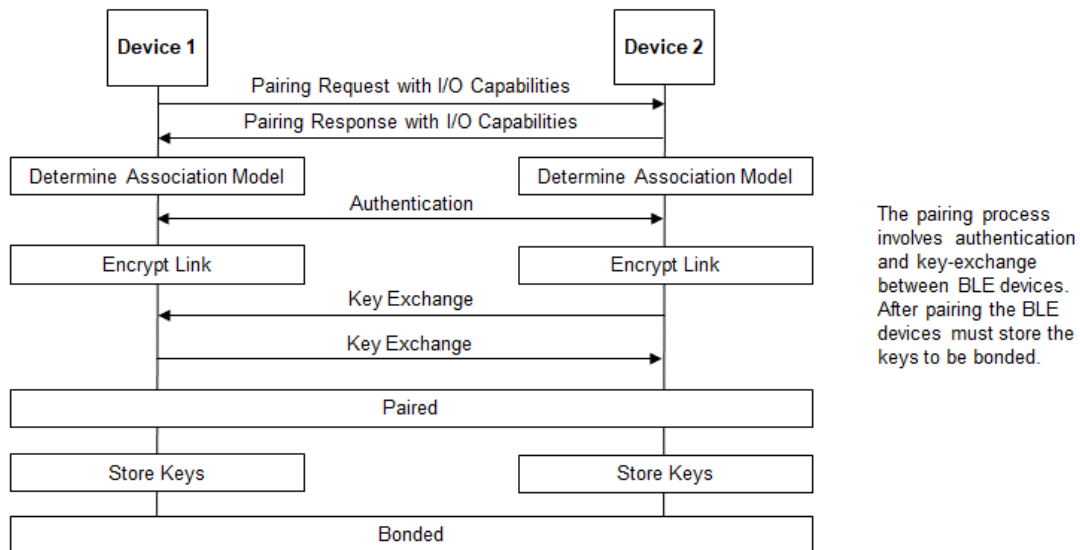 Device 1
Device 2
Pairing Request with I/O Capabilities
Pairing Response with I/O Capabilities
Determine Association Model
Determine Association Model
Authentication
Encrypt Link
Encrypt Link
Key Exchange
Key Exchange
Paired
Store Keys
Store Keys
Bonded
The pairing process
involves authentication
and key-exchange
between BLE devices.
After pairing the BLE
devices must store the
keys to be bonded.